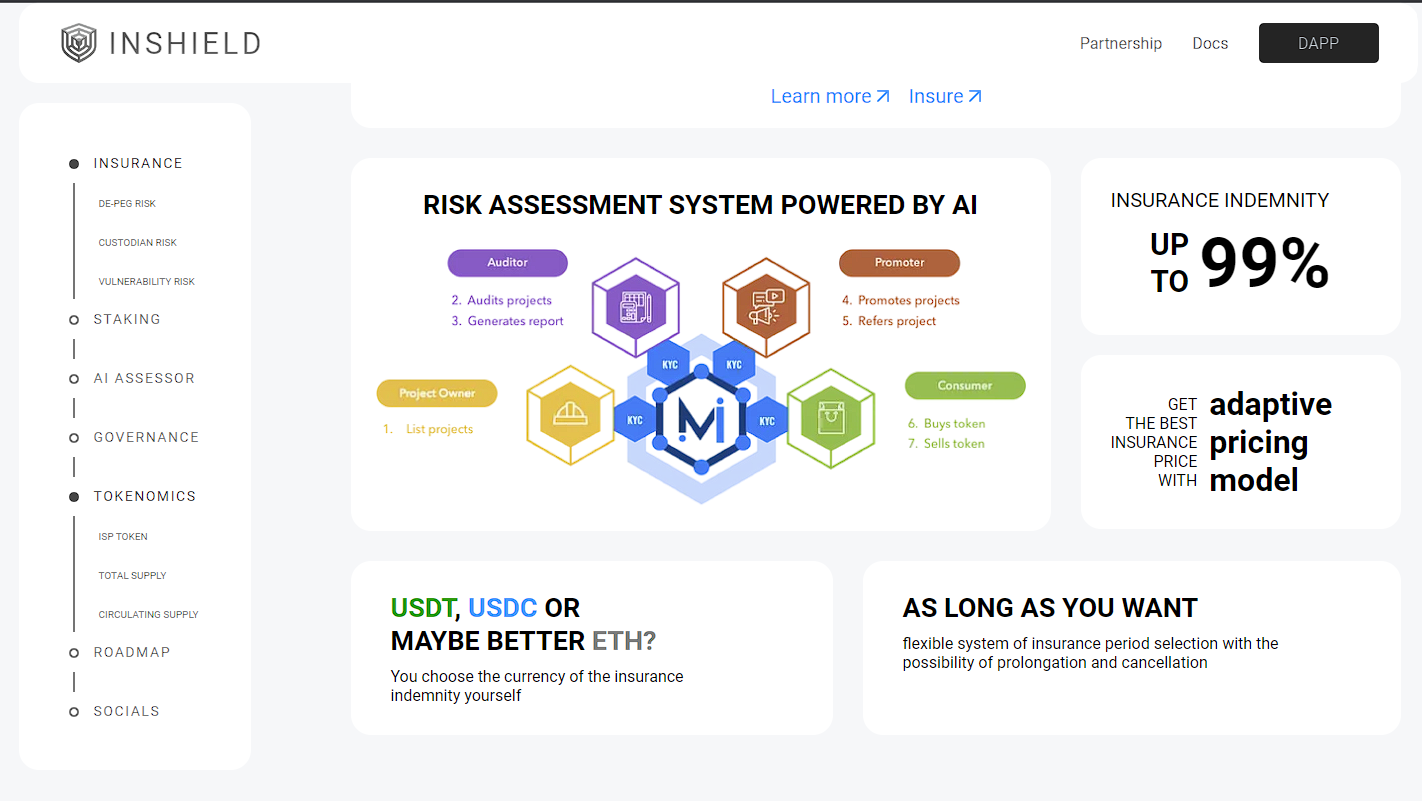 INSHIELD
Partnership
Docs
DAPP
Learn more
Insure
INSURANCE
DE-PEG RISK
CUSTODIAN RISK
VULNERABILITY RISK
STAKING
AI ASSESSOR
GOVERNANCE
TOKENOMICS
ISP TOKEN
TOTAL SUPPLY
CIRCULATING SUPPLY
ROADMAP
SOCIALS
RISK ASSESSMENT SYSTEM POWERED BY AI
Auditor
2. Audits projects
3. Generates report
Promoter
4. Promotes projects
5. Refers project
Project Owner
1. List projects
Consumer
6. Buys token
7. Sells token
KYC
KYC
KYC
KYC
Mi
INSURANCE INDEMNITY
UP
TO
99%
GET
THE BEST
INSURANCE
PRICE
WITH
adaptive
pricing
model
USDT, USDC OR
MAYBE BETTER ETH?
You choose the currency of the insurance
indemnity yourself
AS LONG AS YOU WANT
flexible system of insurance period selection with the
possibility of prolongation and cancellation